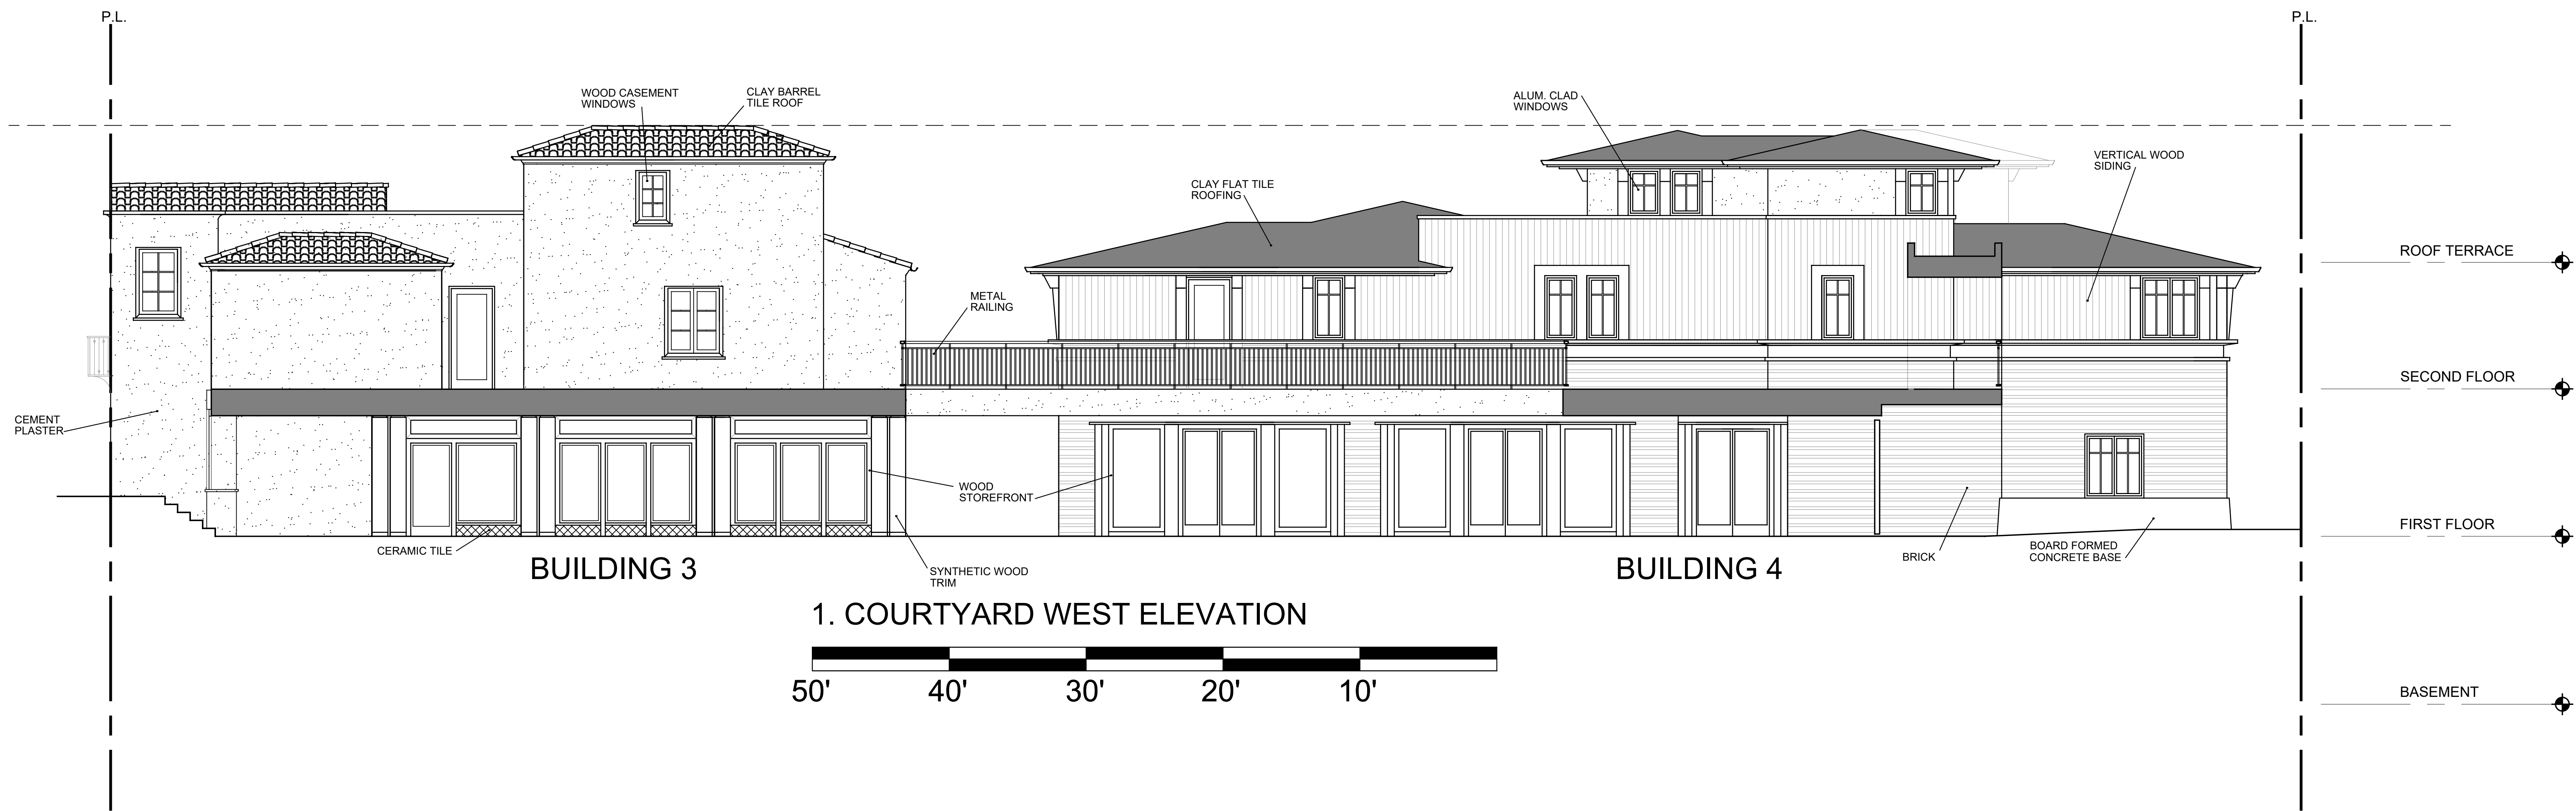 P.L.
P.L.
WOOD CASEMENT
WINDOWS
CLAY BARREL
TILE ROOF
ALUM. CLAD
WINDOWS
VERTICAL WOOD
SIDING
CLAY FLAT TILE
ROOFING
ROOF TERRACE
METAL
RAILING
SECOND FLOOR
CEMENT
PLASTER
WOOD
STOREFRONT
FIRST FLOOR
CERAMIC TILE
BUILDING 3
SYNTHETIC WOOD
TRIM
BUILDING 4
BRICK
BOARD FORMED
CONCRETE BASE
1. COURTYARD WEST ELEVATION
50' 40' 30' 20' 10'
BASEMENT